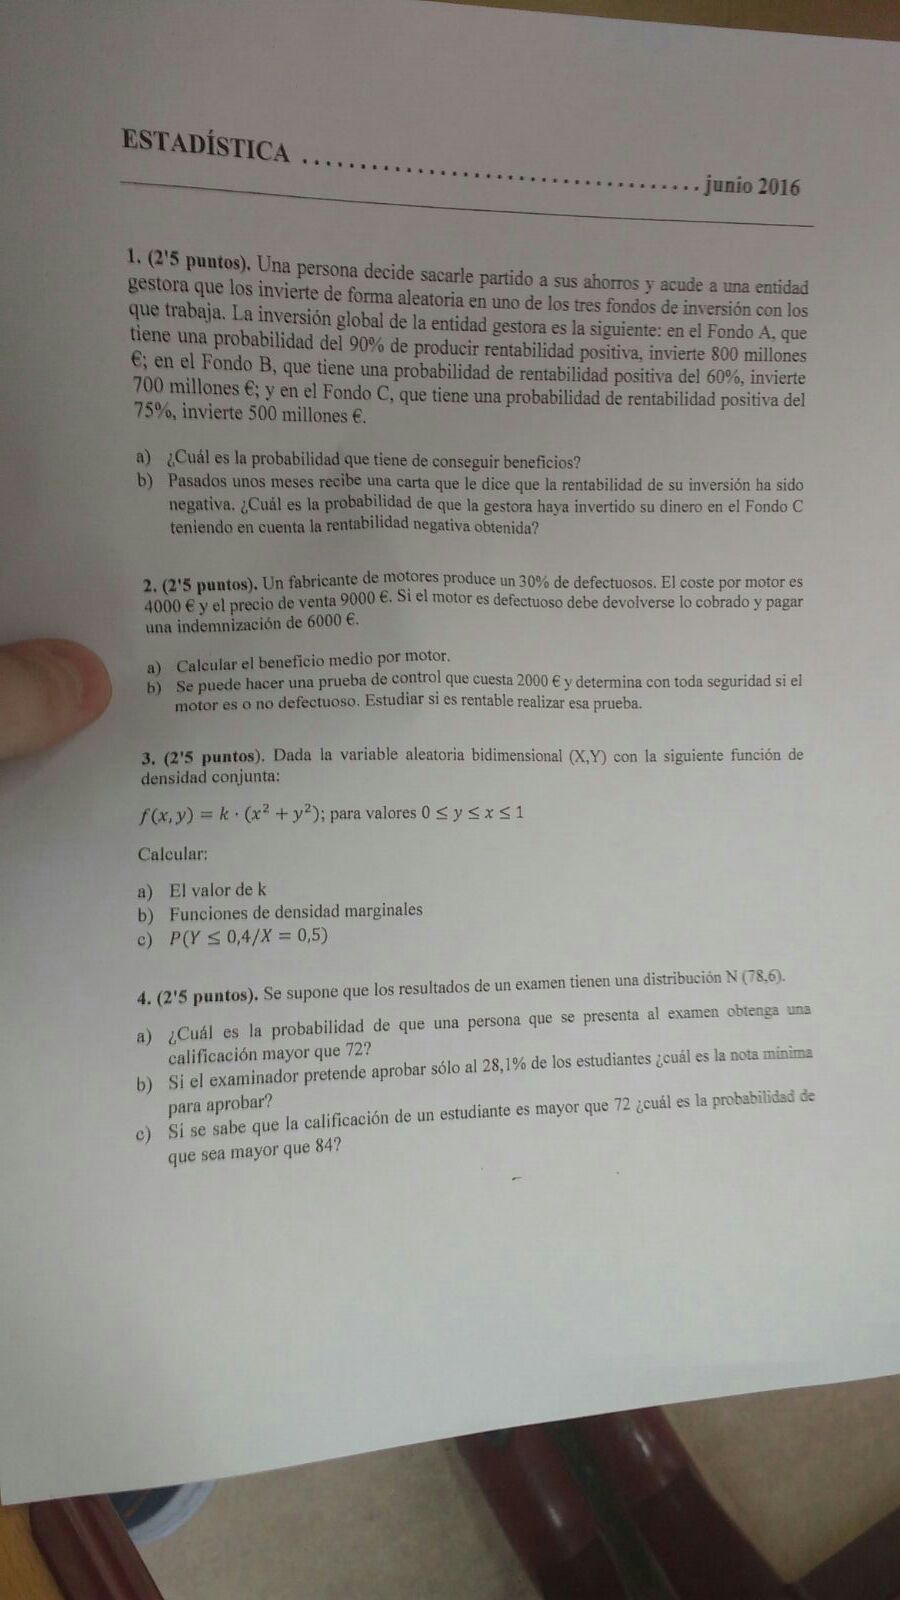 ESTADÍSTICA ........................................ junio 2016
1. (2'5 puntos). Una persona decide sacarle partido a sus ahorros y acude a una entidad
gestora que los invierte de forma aleatoria en uno de los tres fondos de inversión con los
que trabaja. La inversión global de la entidad gestora es la siguiente: en el Fondo A, que
tiene una probabilidad del 90% de producir rentabilidad positiva, invierte 800 millones
€; en el Fondo B, que tiene una probabilidad de rentabilidad positiva del 60%, invierte
700 millones €; y en el Fondo C, que tiene una probabilidad de rentabilidad positiva del
75%, invierte 500 millones €.
a) ¿Cuál es la probabilidad que tiene de conseguir beneficios?
b) Pasados unos meses recibe una carta que le dice que la rentabilidad de su inversión ha sido
negativa. ¿Cuál es la probabilidad de que la gestora haya invertido su dinero en el Fondo C
teniendo en cuenta la rentabilidad negativa obtenida?
2. (2'5 puntos). Un fabricante de motores produce un 30% de defectuosos. El coste por motor es
4000 € y el precio de venta 9000 €. Si el motor es defectuoso debe devolverse lo cobrado y pagar
una indemnización de 6000 €.
a) Calcular el beneficio medio por motor.
b) Se puede hacer una prueba de control que cuesta 2000 € y determina con toda seguridad si el
motor es o no defectuoso. Estudiar si es rentable realizar esa prueba.
3. (2'5 puntos). Dada la variable aleatoria bidimensional (X,Y) con la siguiente función de
densidad conjunta:
f(x,y) = k · (x² + y²); para valores 0 ≤ y ≤ x ≤ 1
Calcular:
a) El valor de k
b) Funciones de densidad marginales
c) P(Y ≤ 0,4/X = 0,5)
4. (2'5 puntos). Se supone que los resultados de un examen tienen una distribución N (78,6).
a) ¿Cuál es la probabilidad de que una persona que se presenta al examen obtenga una
calificación mayor que 72?
b) Si el examinador pretende aprobar sólo al 28,1% de los estudiantes ¿cuál es la nota mínima
para aprobar?
c) Si se sabe que la calificación de un estudiante es mayor que 72 ¿cuál es la probabilidad de
que sea mayor que 84?